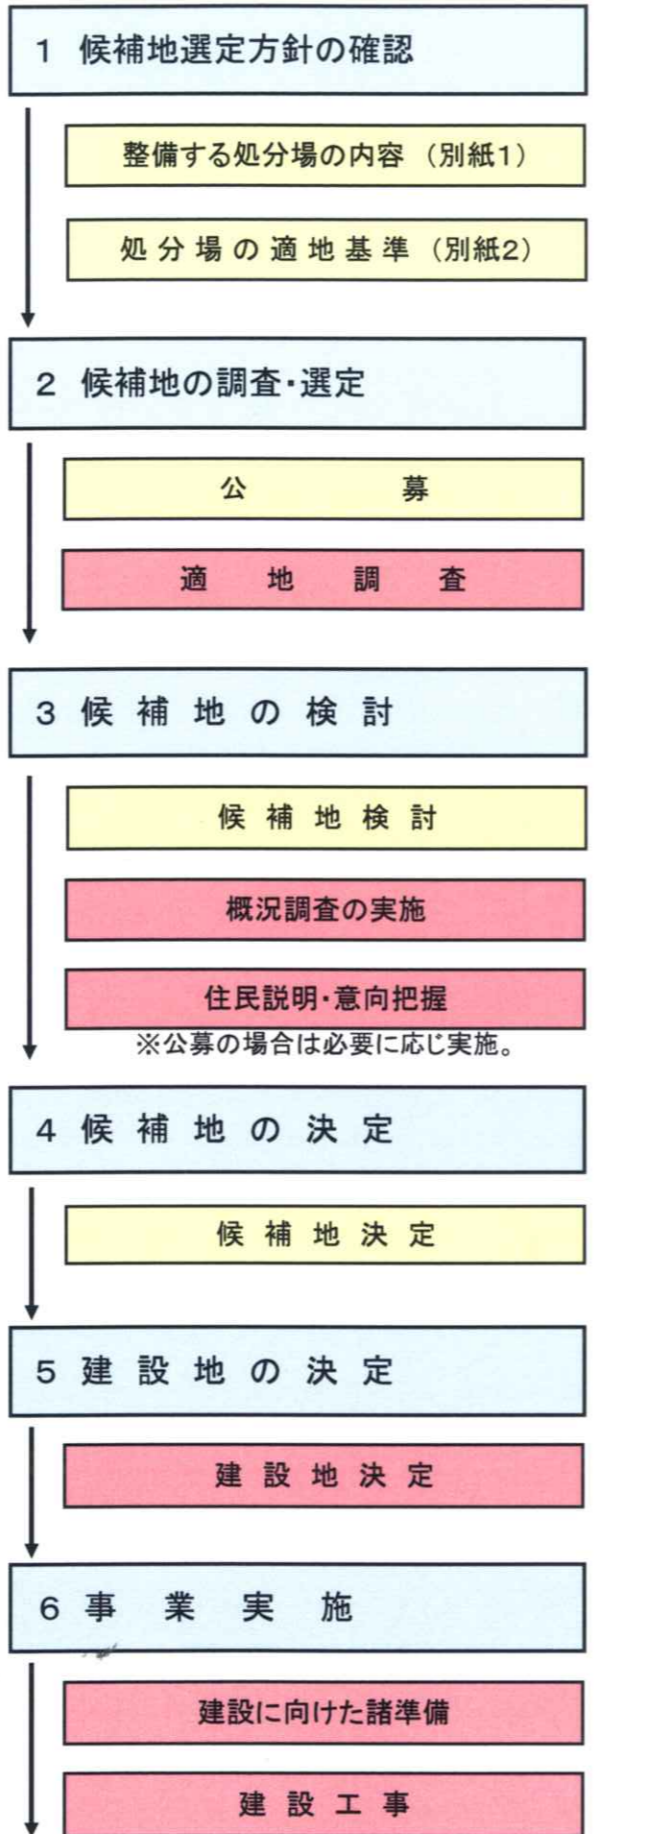 1 候補地選定方針の確認
整備する処分場の内容（別紙1）
処分場の適地基準（別紙2）
2 候補地の調査・選定
公募
適地調査
3 候補地の検討
候補地検討
概況調査の実施
住民説明・意向把握
※公募の場合は必要に応じ実施。
4 候補地の決定
候補地決定
5 建設地の決定
建設地決定
6 事業実施
建設に向けた諸準備
建設工事